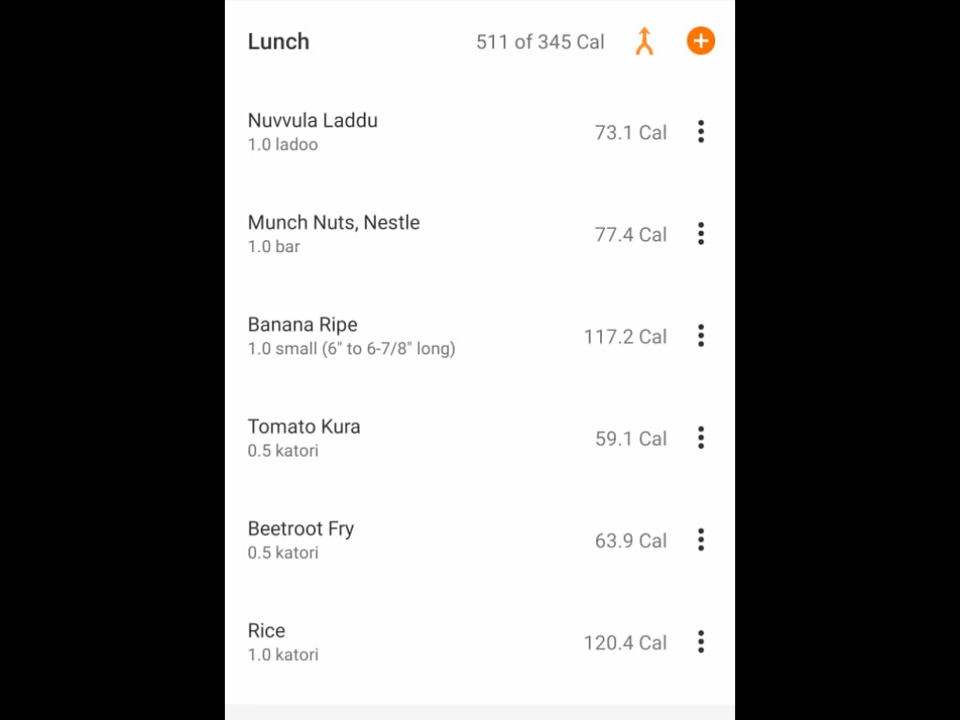 Lunch 511 of 345 Cal
Nuvvula Laddu
1.0 ladoo
73.1 Cal
Munch Nuts, Nestle
1.0 bar
77.4 Cal
Banana Ripe
1.0 small (6" to 6-7/8" long)
117.2 Cal
Tomato Kura
0.5 katori
59.1 Cal
Beetroot Fry
0.5 katori
63.9 Cal
Rice
1.0 katori
120.4 Cal